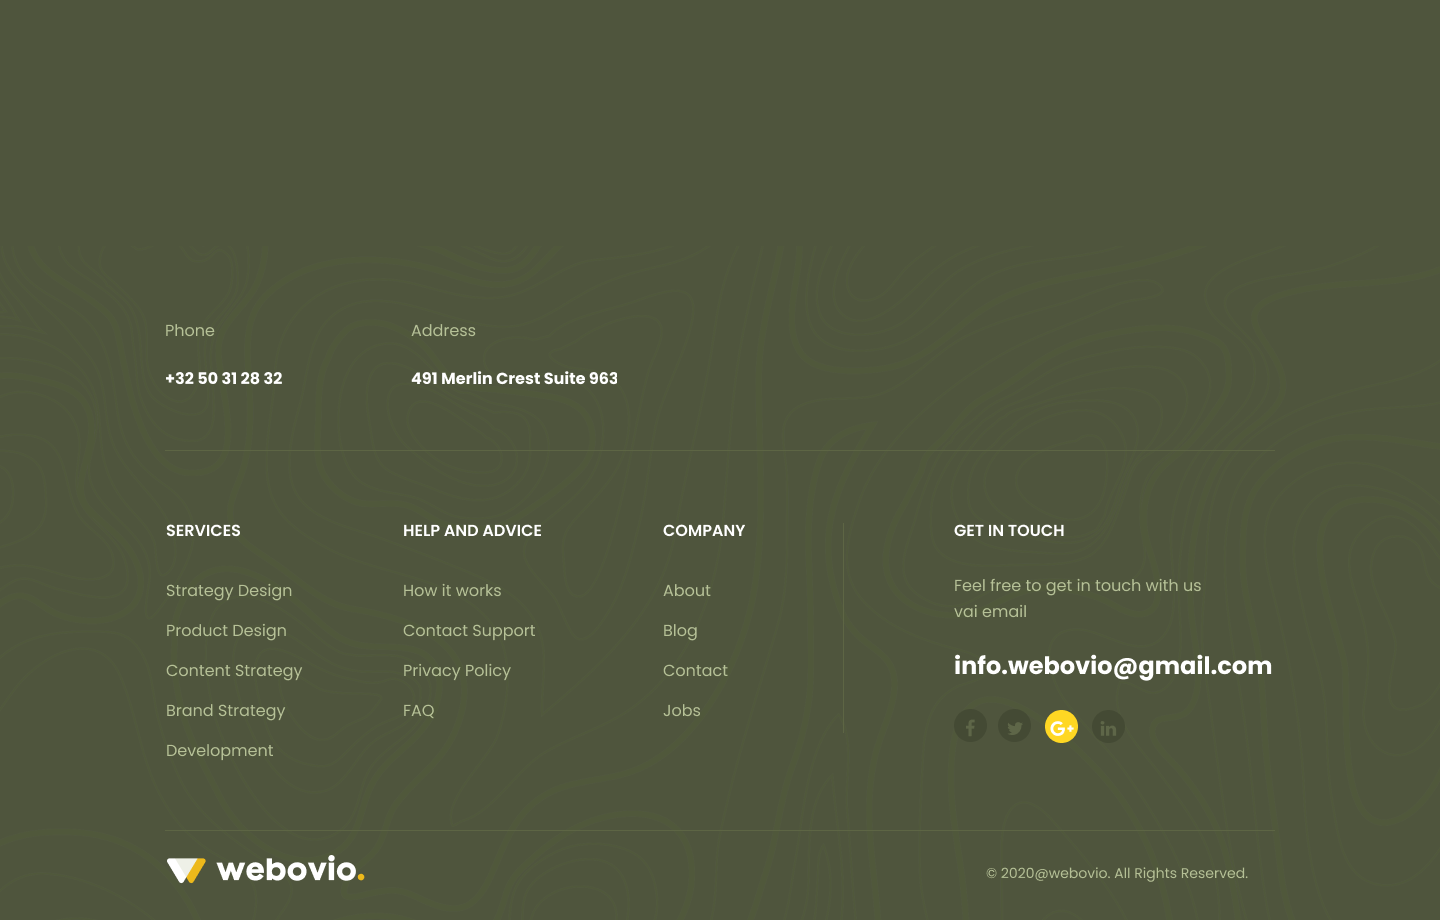 Phone
Address
+32 50 31 28 32
491 Merlin Crest Suite 963
SERVICES
Strategy Design
Product Design
Content Strategy
Brand Strategy
Development
HELP AND ADVICE
How it works
Contact Support
Privacy Policy
FAQ
COMPANY
About
Blog
Contact
Jobs
GET IN TOUCH
Feel free to get in touch with us
vai email
info.webovio@gmail.com
webovio.
© 2020@webovio. All Rights Reserved.